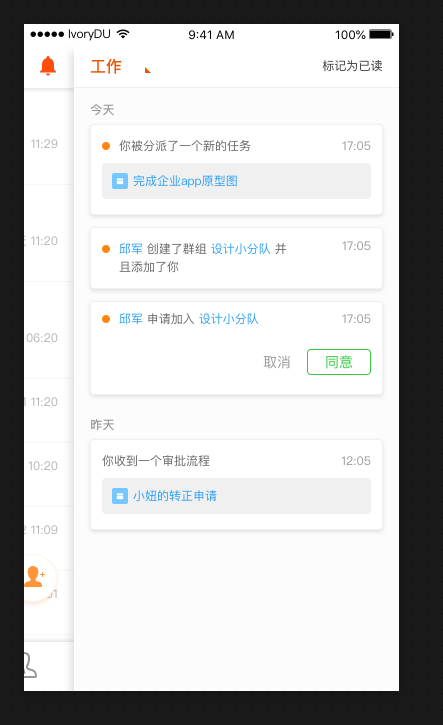 IvoryDU 9:41 AM 100%
工作 标记为已读
今天
11:29
你被分派了一个新的任务 17:05
完成企业app原型图
11:20
邱军 创建了群组 设计小分队 并 17:05
且添加了你
邱军 申请加入 设计小分队 17:05
06:20
取消 同意
11:20
昨天
10:20
你收到一个审批流程 12:05
小妞的转正申请
11:09